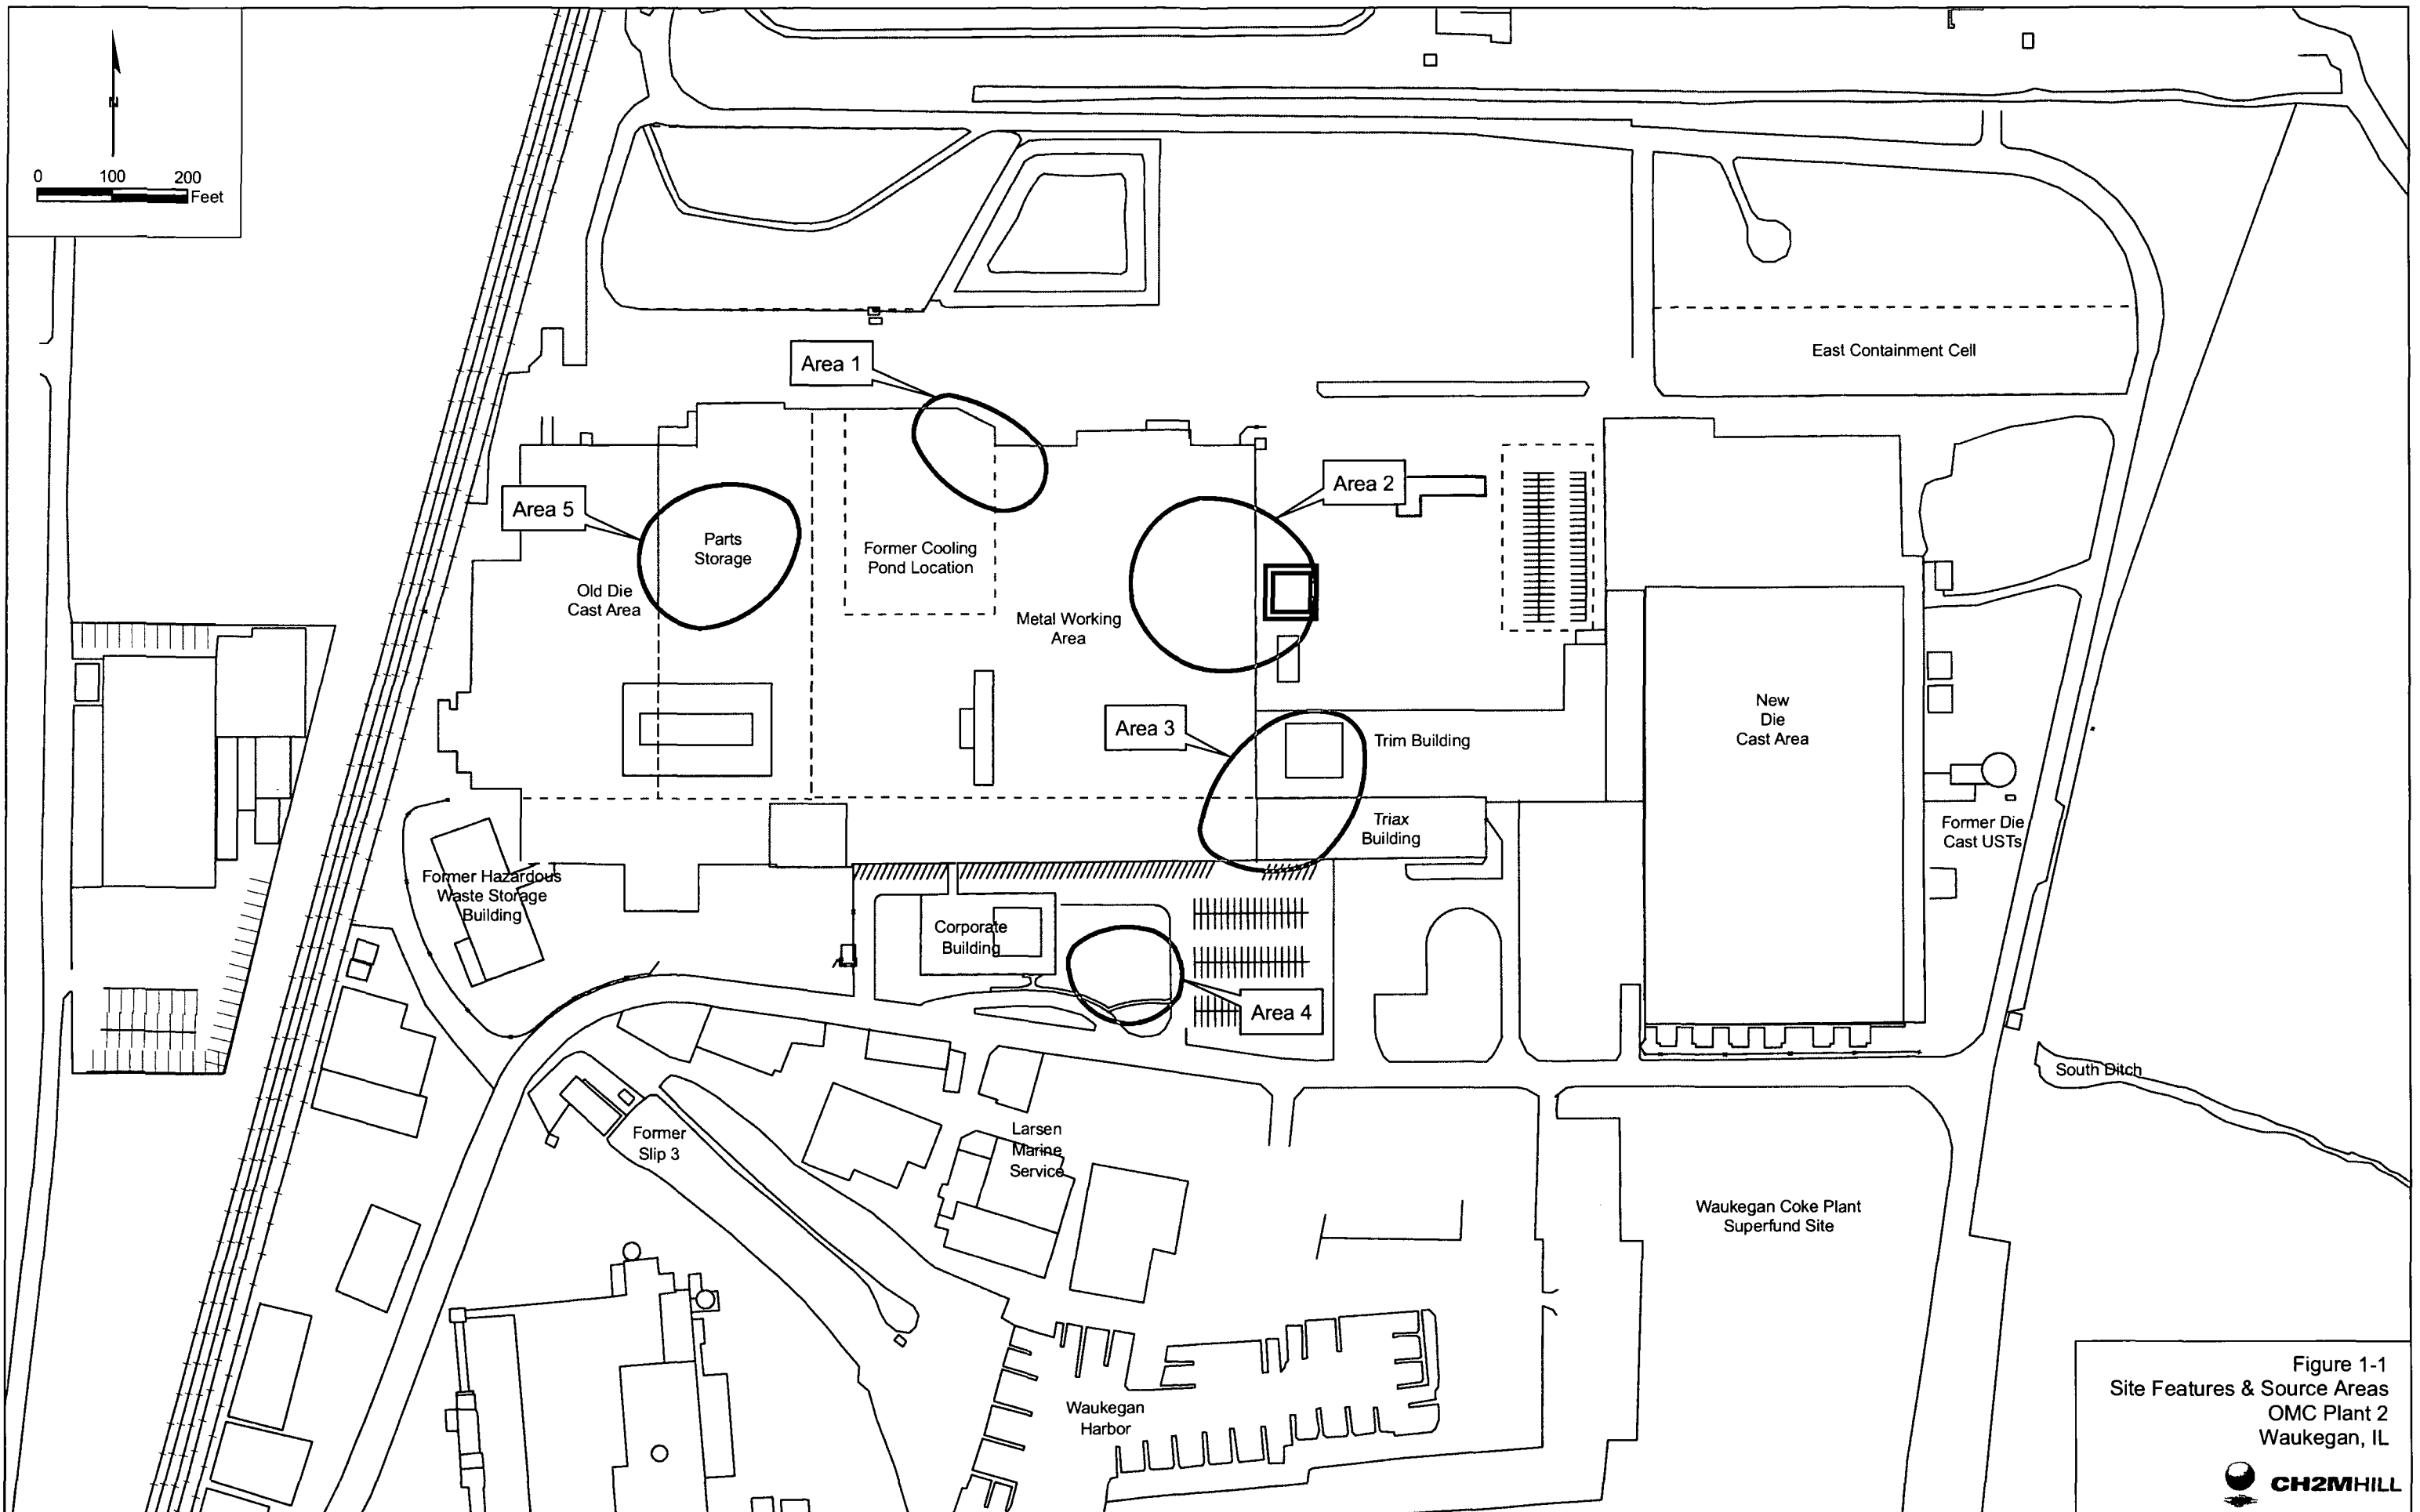 N
0 100 200
Feet
Area 1
East Containment Cell
Area 2
Area 5
Parts
Storage
Former Cooling
Pond Location
Old Die
Cast Area
Metal Working
Area
New
Die
Cast Area
Area 3
Trim Building
Triax
Building
Former Die
Cast USTs
Former Hazardous
Waste Storage
Building
Corporate
Building
Area 4
South Ditch
Former
Slip 3
Larsen
Marine
Service
Waukegan Coke Plant
Superfund Site
Waukegan
Harbor
Figure 1-1
Site Features & Source Areas
OMC Plant 2
Waukegan, IL
CH2MHILL